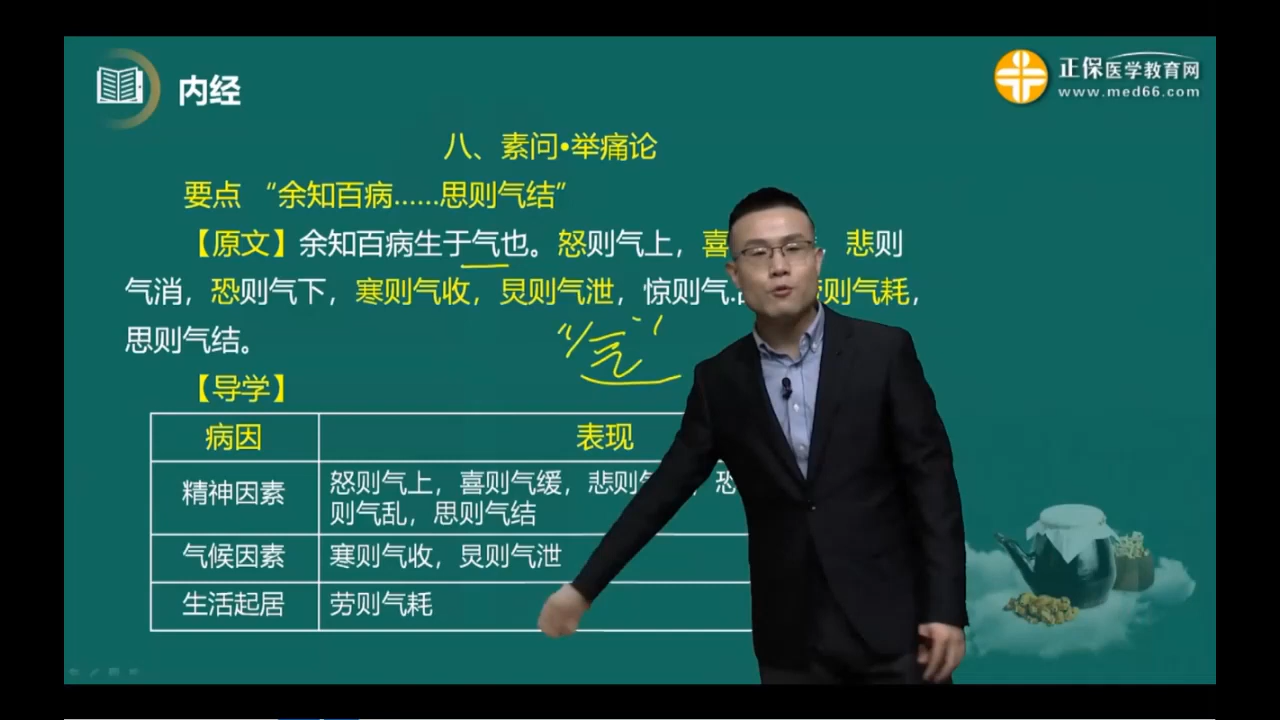 内经
正保医学教育网
www.med66.com
八、素问•举痛论
要点 “余知百病……思则气结”
【原文】余知百病生于气也。怒则气上，喜，悲则
气消，恐则气下，寒则气收，炅则气泄，惊则气则气耗，
思则气结。
气
【导学】
病因 表现
精神因素 怒则气上，喜则气缓，悲则气，恐
则气乱，思则气结
气候因素 寒则气收，炅则气泄
生活起居 劳则气耗